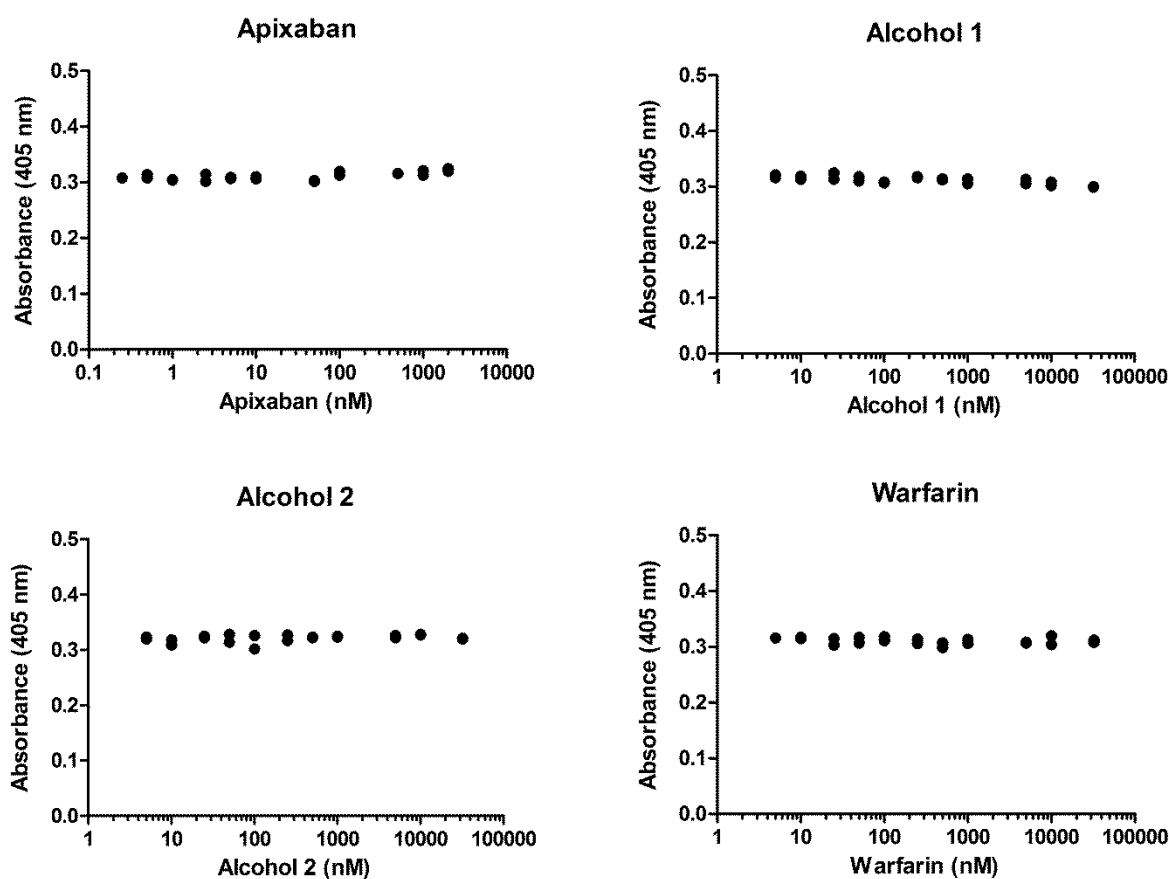 Apixaban
Absorbance (405 nm)
0.5
0.4
0.3
0.2
0.1
0.0
0.1 1 10 100 1000 10000
Apixaban (nM)
Alcohol 1
Absorbance (405 nm)
0.5
0.4
0.3
0.2
0.1
0.0
1 10 100 1000 10000 100000
Alcohol 1 (nM)
Alcohol 2
Absorbance (405 nm)
0.5
0.4
0.3
0.2
0.1
0.0
1 10 100 1000 10000 100000
Alcohol 2 (nM)
Warfarin
Absorbance (405 nm)
0.5
0.4
0.3
0.2
0.1
0.0
1 10 100 1000 10000 100000
Warfarin (nM)